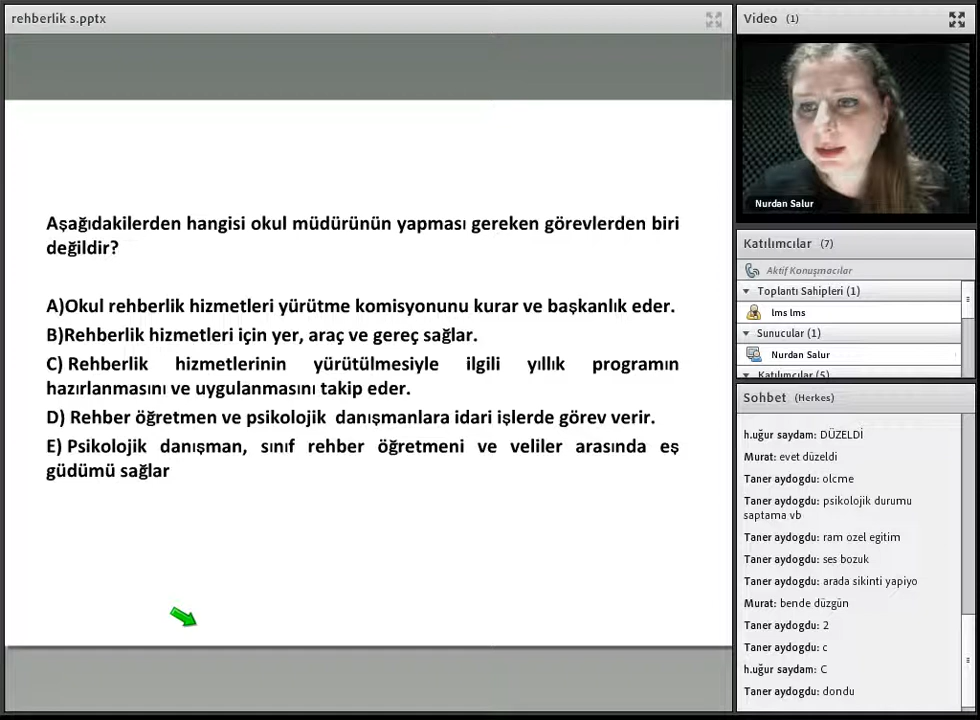 rehberlik s.pptx
Aşağıdakilerden hangisi okul müdürünün yapması gereken görevlerden biri
değildir?
A)Okul rehberlik hizmetleri yürütme komisyonunu kurar ve başkanlık eder.
B)Rehberlik hizmetleri için yer, araç ve gereç sağlar.
C) Rehberlik hizmetlerinin yürütülmesiyle ilgili yıllık programın
hazırlanmasını ve uygulanmasını takip eder.
D) Rehber öğretmen ve psikolojik danışmanlara idari işlerde görev verir.
E) Psikolojik danışman, sınıf rehber öğretmeni ve veliler arasında eş
güdümü sağlar
Video (1)
Nurdan Salur
Katılımcılar (7)
Aktif Konuşmacılar
Toplantı Sahipleri (1)
lms lms
Sunucular (1)
Nurdan Salur
Katılımcılar (5)
Sohbet (Herkes)
h.uğur saydam: DÜZELDİ
Murat: evet düzeldi
Taner aydogdu: olcme
Taner aydogdu: psikolojik durumu
saptama vb
Taner aydogdu: ram ozel egitim
Taner aydogdu: ses bozuk
Taner aydogdu: arada sikinti yapiyo
Murat: bende düzgün
Taner aydogdu: 2
Taner aydogdu: c
h.uğur saydam: C
Taner aydogdu: dondu